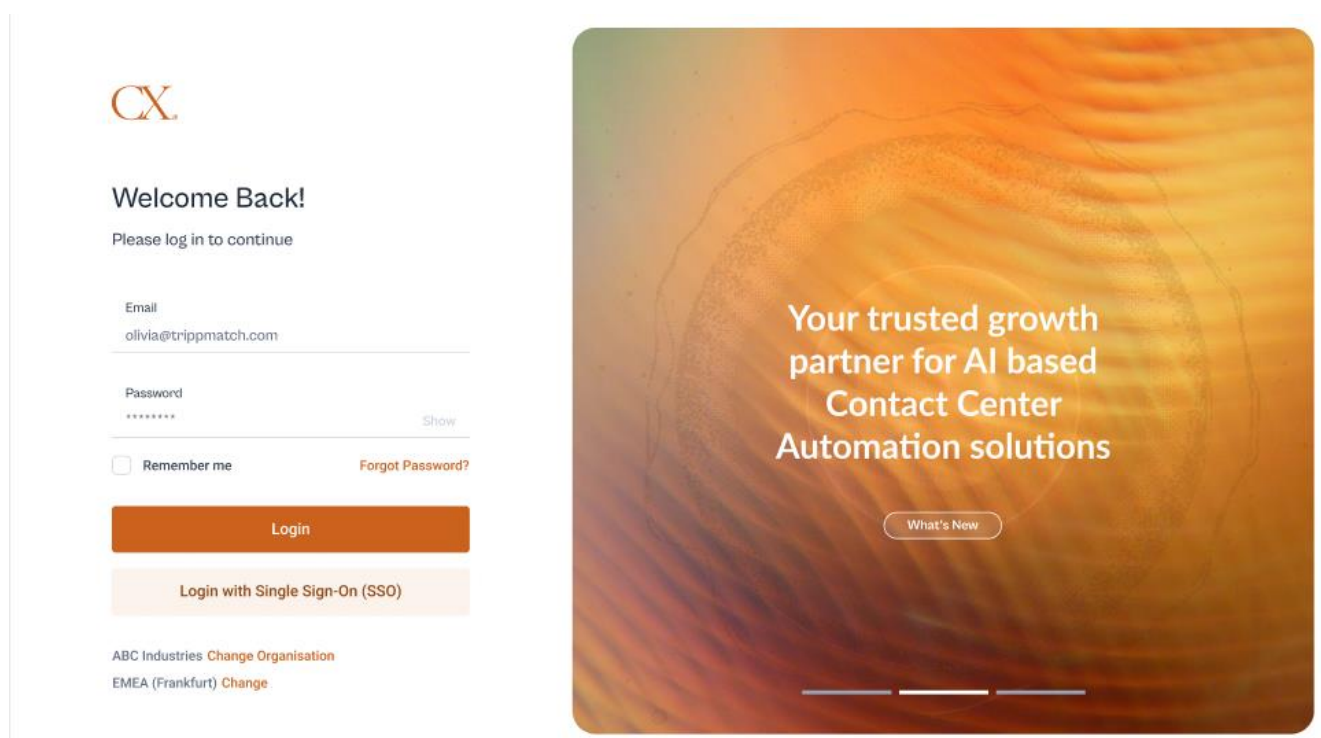 CX
Welcome Back!
Please log in to continue
Email
olivia@trippmatch.com
Password
********
Show
Remember me
Forgot Password?
Login
Login with Single Sign-On (SSO)
ABC Industries Change Organisation
EMEA (Frankfurt) Change
Your trusted growth
partner for AI based
Contact Center
Automation solutions
What's New